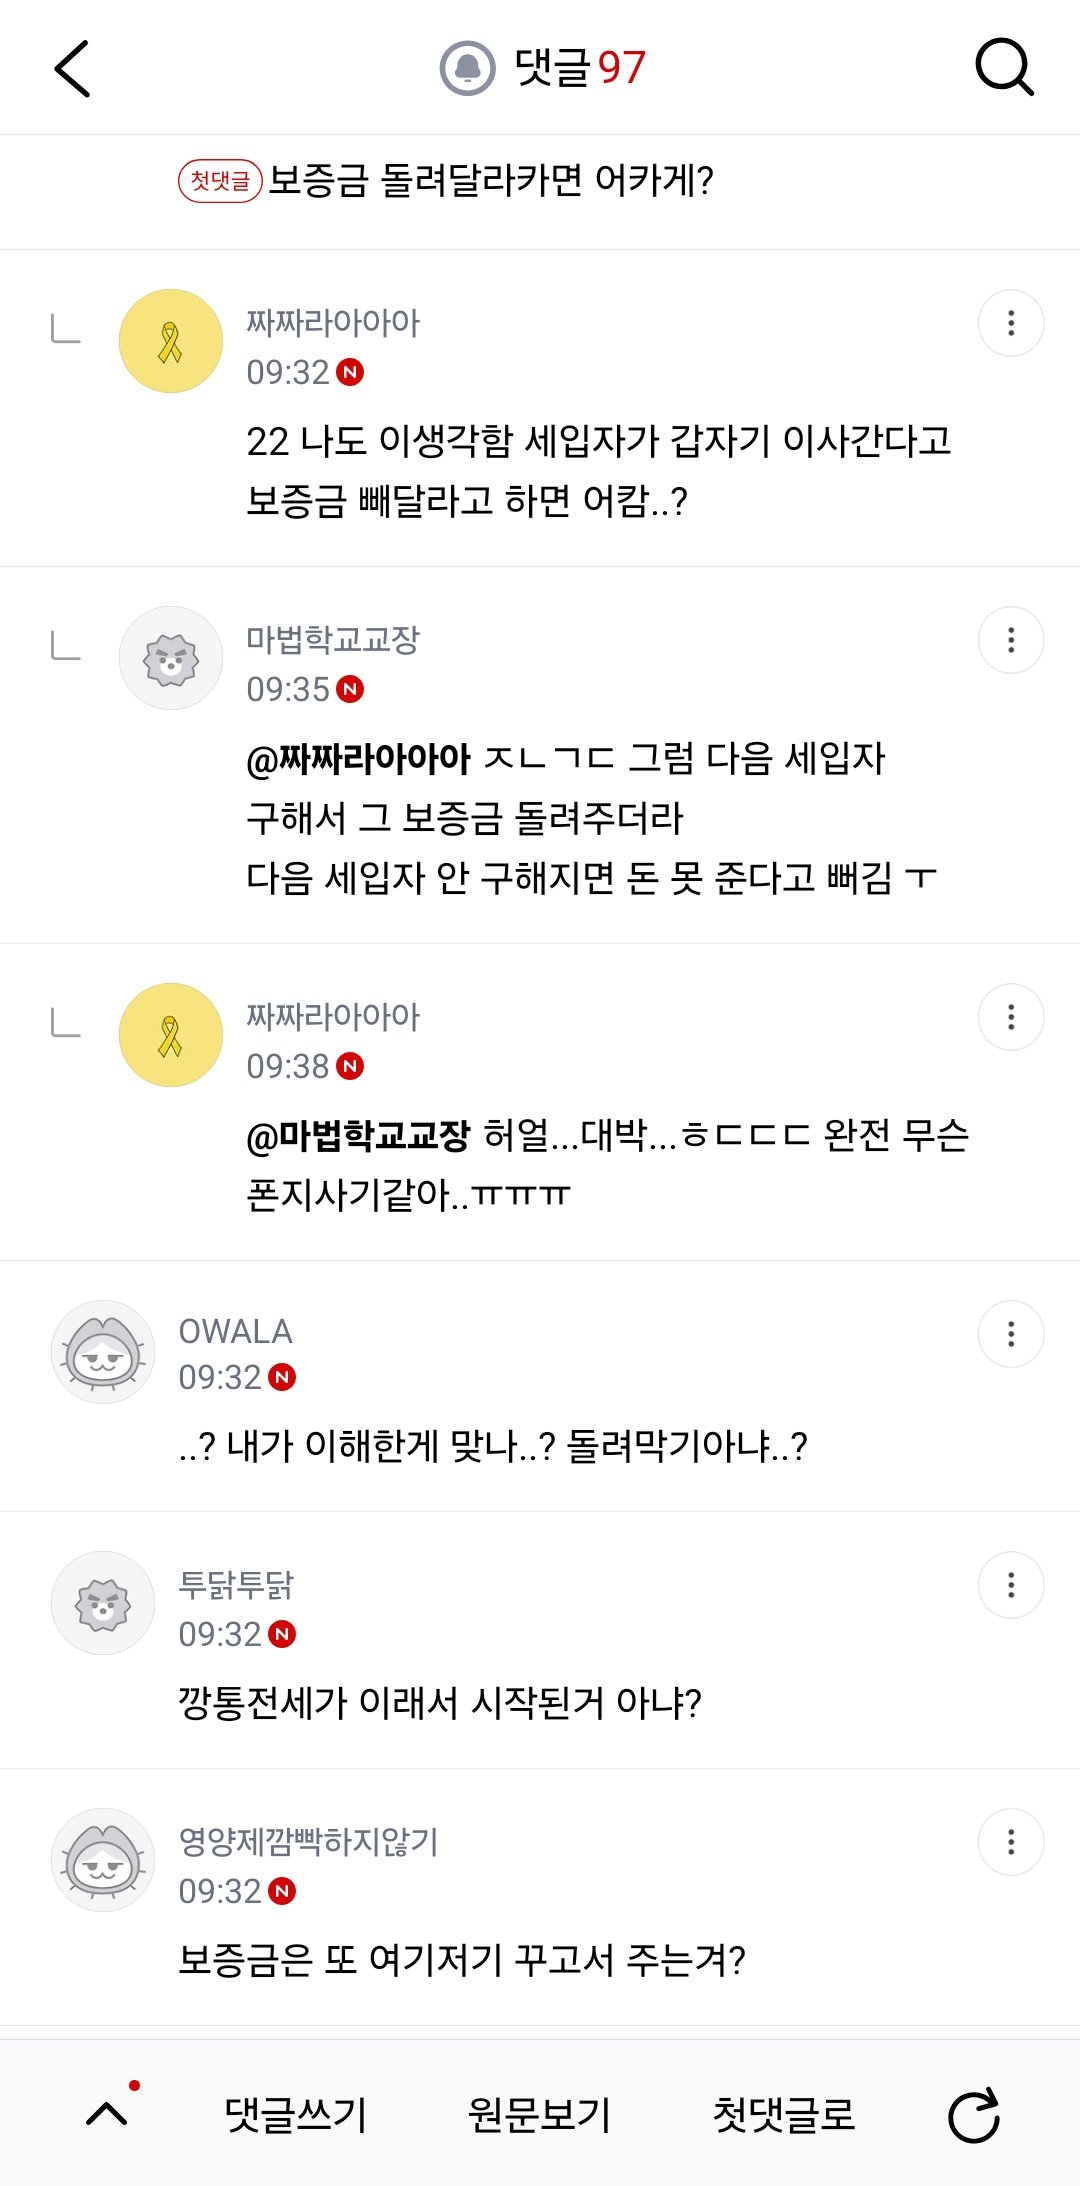 댓글 97
첫댓글 보증금 돌려달라카면 어카게?
짜짜라아아아
09:32 N
22 나도 이생각함 세입자가 갑자기 이사간다고
보증금 빼달라고 하면 어캄..?
마법학교교장
09:35 N
@짜짜라아아아 ㅈㄴㄱㄷ 그럼 다음 세입자
구해서 그 보증금 돌려주더라
다음 세입자 안 구해지면 돈 못 준다고 뻐김 ㅜ
짜짜라아아아
09:38 N
@마법학교교장 허얼...대박...ㅎㄷㄷㄷ 완전 무슨
폰지사기같아..ㅠㅠㅠ
OWALA
09:32 N
..? 내가 이해한게 맞나..? 돌려막기아냐..?
투닭투닭
09:32 N
깡통전세가 이래서 시작된거 아냐?
영양제깜빡하지않기
09:32 N
보증금은 또 여기저기 꾸고서 주는겨?
댓글쓰기 원문보기 첫댓글로